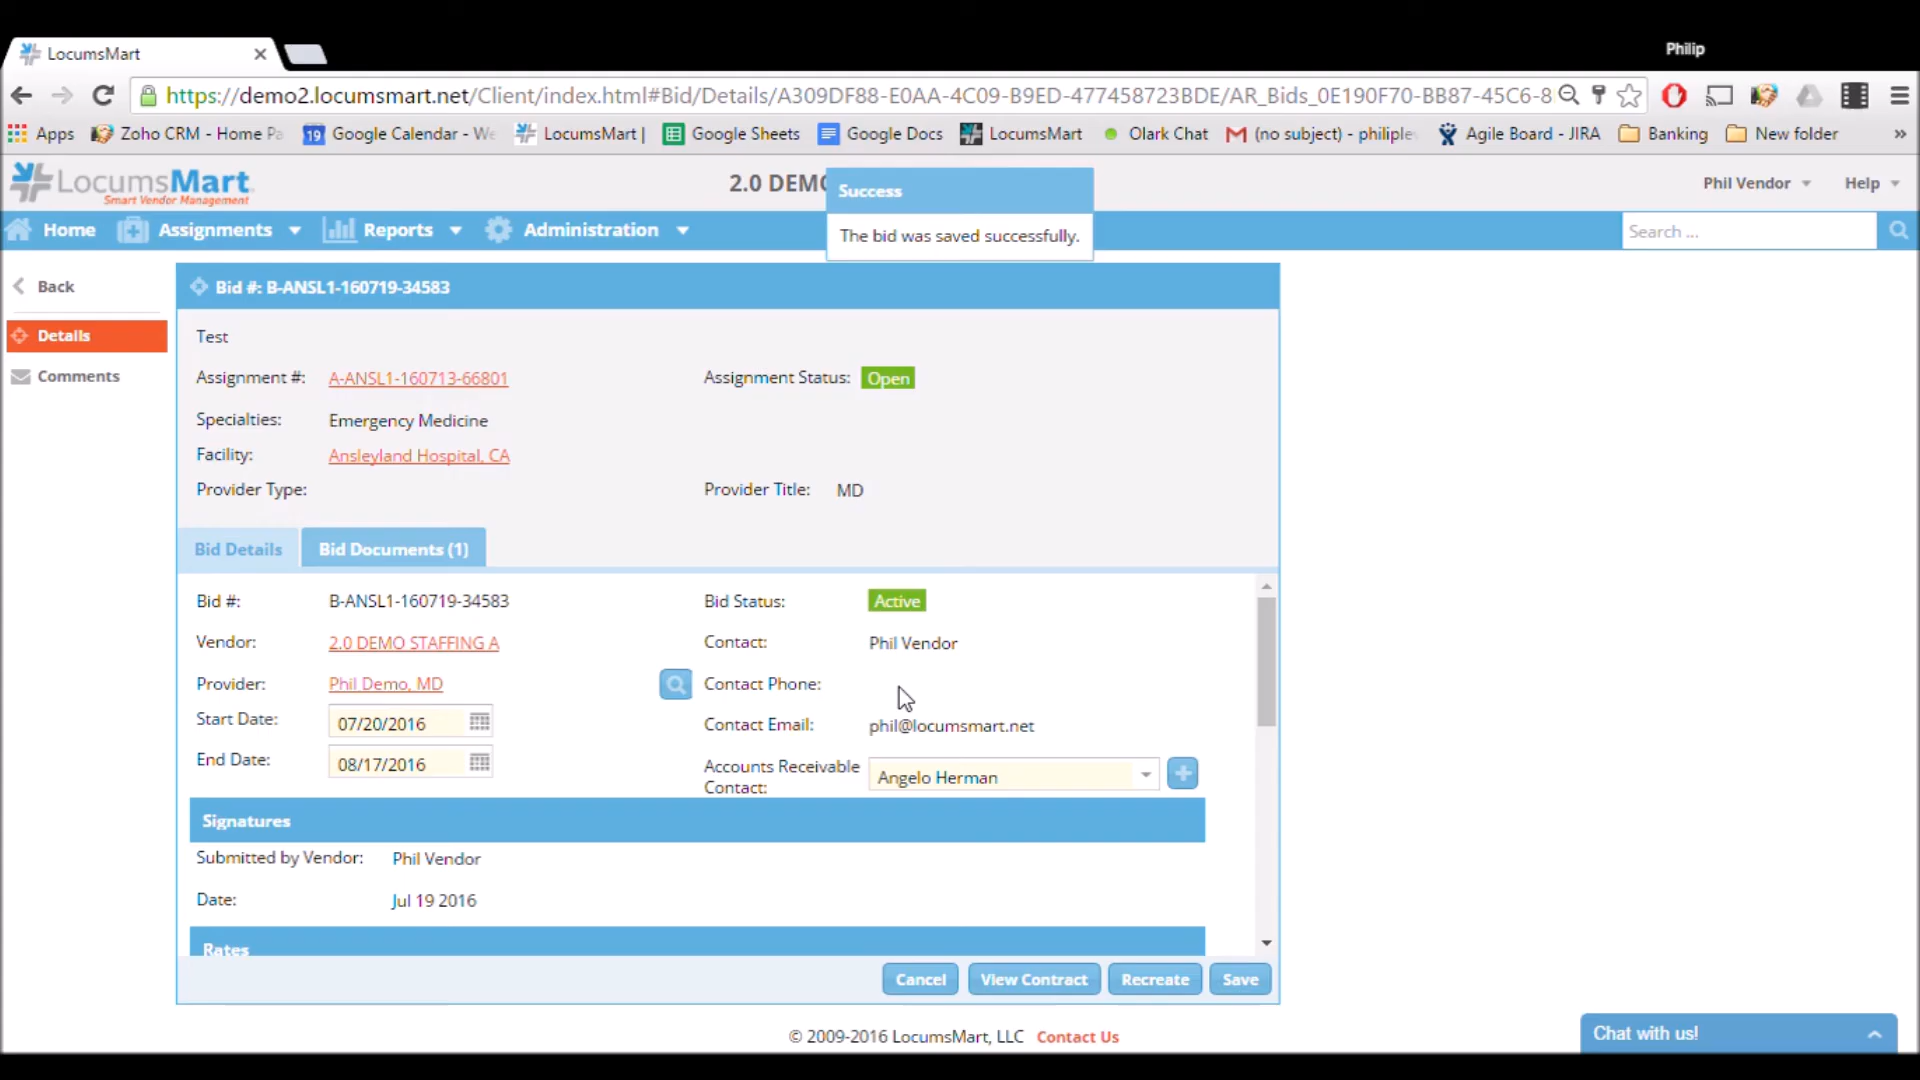 Philip
LocumsMart
https://demo2.locumsmart.net/Client/index.html#Bid/Details/A309DF88-E0AA-4C09-B9ED-477458723BDE/AR_Bids_0E190F70-BB87-45C6-8
Apps Zoho CRM - Home Pa 19 Google Calendar - We LocumsMart | Google Sheets Google Docs LocumsMart Olark Chat (no subject) - philiple Agile Board - JIRA Banking New folder »
LocumsMart
Smart Vendor Management
2.0 DEMO
Success
The bid was saved successfully.
Phil Vendor Help
Home Assignments Reports Administration Search ...
Back
Details
Comments
Bid #: B-ANSL1-160719-34583
Test
Assignment #: A-ANSL1-160713-66801 Assignment Status: Open
Specialties: Emergency Medicine
Facility: Ansleyland Hospital, CA
Provider Type: Provider Title: MD
Bid Details Bid Documents (1)
Bid #: B-ANSL1-160719-34583 Bid Status: Active
Vendor: 2.0 DEMO STAFFING A Contact: Phil Vendor
Provider: Phil Demo, MD Contact Phone:
Start Date: 07/20/2016 Contact Email: phil@locumsmart.net
End Date: 08/17/2016 Accounts Receivable Contact: Angelo Herman
Signatures
Submitted by Vendor: Phil Vendor
Date: Jul 19 2016
Rates
Cancel View Contract Recreate Save
© 2009-2016 LocumsMart, LLC Contact Us
Chat with us!